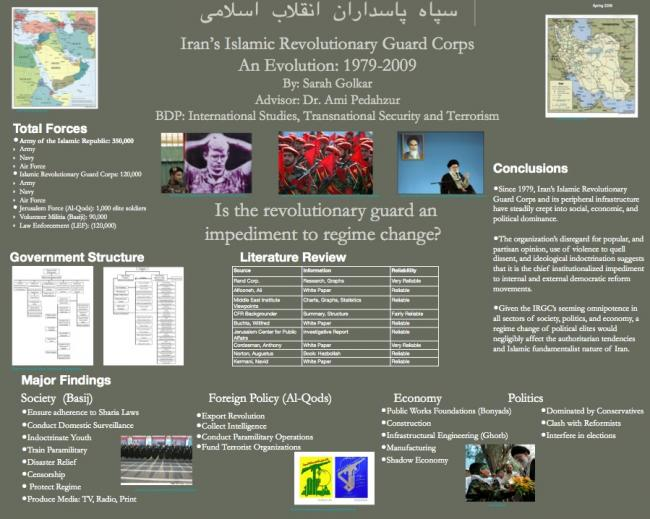 Spring 2009
سپاه پاسداران انقلاب اسلامی
Iran's Islamic Revolutionary Guard Corps
An Evolution: 1979-2009
By: Sarah Golkar
Advisor: Dr. Ami Pedahzur
BDP: International Studies, Transnational Security and Terrorism
Total Forces
•Army of the Islamic Republic: 350,000
• Army
• Navy
• Air Force
• Islamic Revolutionary Guard Corps: 120,000
• Army
• Navy
• Air Force
• Jerusalem Force (Al-Qods): 1,000 elite soldiers
• Volunteer Militia (Basij): 90,000
• Law Enforcement (LEF): (120,000)
Is the revolutionary guard an
impediment to regime change?
Conclusions
•Since 1979, Iran's Islamic Revolutionary
Guard Corps and its peripheral infrastructure
have steadily crept into social, economic, and
political dominance.
•The organization's disregard for popular, and
partisan opinion, use of violence to quell
dissent, and ideological indoctrination suggests
that it is the chief institutionalized impediment
to internal and external democratic reform
movements.
•Given the IRGC's seeming omnipotence in
all sectors of society, politics, and economy, a
regime change of political elites would
negligibly affect the authoritarian tendencies
and Islamic fundamentalist nature of Iran.
Government Structure
Literature Review
Source Information Reliability
Rand Corp. Research, Graphs Very Reliable
Alfooneh, Ali White Paper Reliable
Middle East Institute Charts, Graphs, Statistics Reliable
Viewpoints
CFR Backgrounder Summary, Structure Fairly Reliable
Buchta, Wilfred White Paper Reliable
Jerusalem Center for Public Investigative Report Reliable
Affairs
Cordesman, Anthony White Paper Very Reliable
Norton, Augustus Book: Hezbollah Reliable
Kermani, Navid White Paper Reliable
Major Findings
Society (Basij)
•Ensure adherence to Sharia Laws
•Conduct Domestic Surveillance
•Indoctrinate Youth
•Train Paramilitary
•Disaster Relief
•Censorship
• Protect Regime
•Produce Media: TV, Radio, Print
Foreign Policy (Al-Qods)
•Export Revolution
•Collect Intelligence
•Conduct Paramilitary Operations
•Fund Terrorist Organizations
Economy
•Public Works Foundations (Bonyads)
•Construction
•Infrastructural Engineering (Ghorb)
•Manufacturing
•Shadow Economy
Politics
•Dominated by Conservatives
•Clash with Reformists
•Interfere in elections